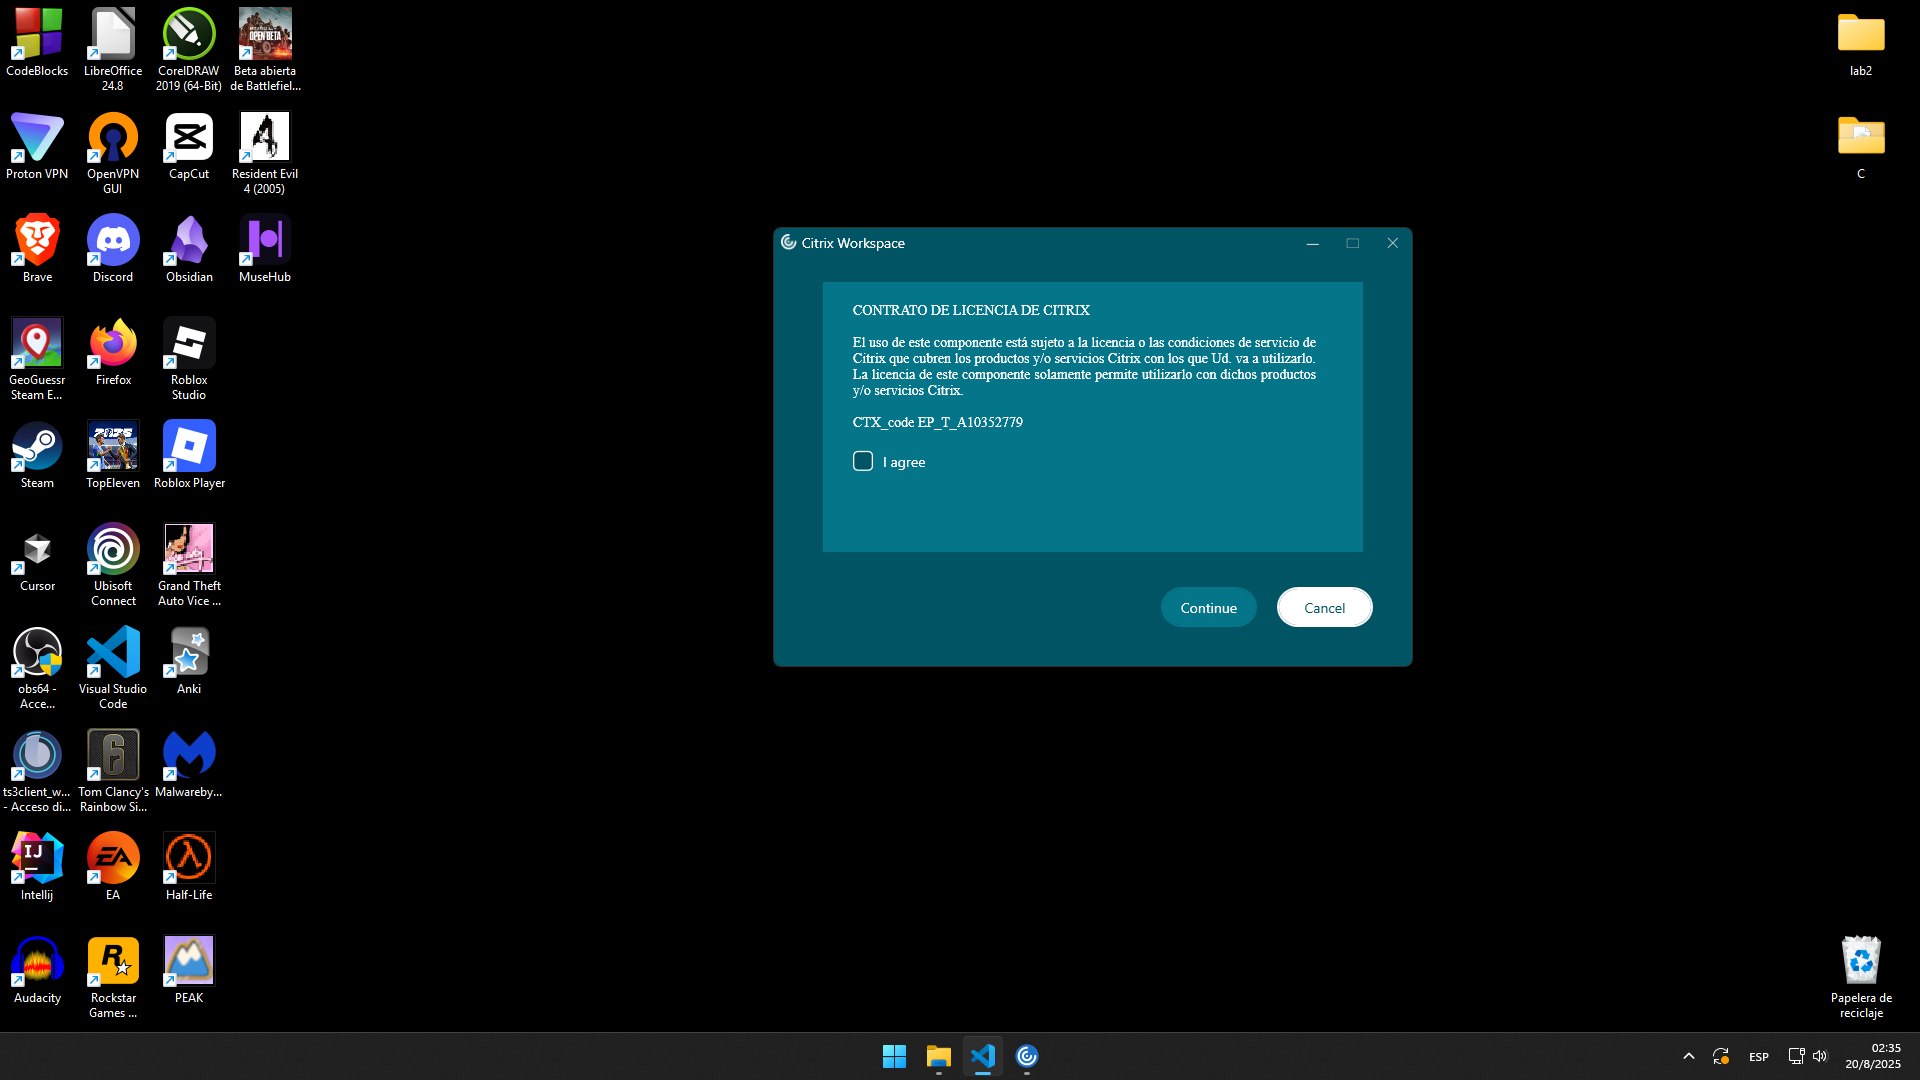 CodeBlocks
LibreOffice
24.8
CorelDRAW
2019 (64-Bit)
OPEN BETA
Beta abierta
de Battlefiel...
Proton VPN
OpenVPN
GUI
CapCut
Resident Evil
4 (2005)
Brave
Discord
Obsidian
MuseHub
GeoGuessr
Steam E...
Firefox
Roblox
Studio
Steam
2025
TopEleven
Roblox Player
Cursor
Ubisoft
Connect
Grand Theft
Auto Vice ...
obs64 -
Acce...
Visual Studio
Code
Anki
ts3client_w...
- Acceso di...
6
Tom Clancy's
Rainbow Si...
Malwareby...
IJ
Intellij
EA
EA
Half-Life
Audacity
R
Rockstar
Games ...
PEAK
Citrix Workspace
CONTRATO DE LICENCIA DE CITRIX
El uso de este componente está sujeto a la licencia o las condiciones de servicio de
Citrix que cubren los productos y/o servicios Citrix con los que Ud. va a utilizarlo.
La licencia de este componente solamente permite utilizarlo con dichos productos
y/o servicios Citrix.
CTX_code EP_T_A10352779
I agree
Continue
Cancel
lab2
C
Papelera de
reciclaje
ESP
02:35
20/8/2025